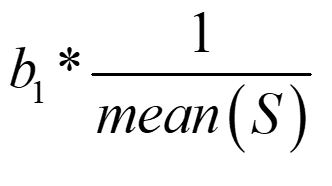 b₁ * 1 / mean(S)